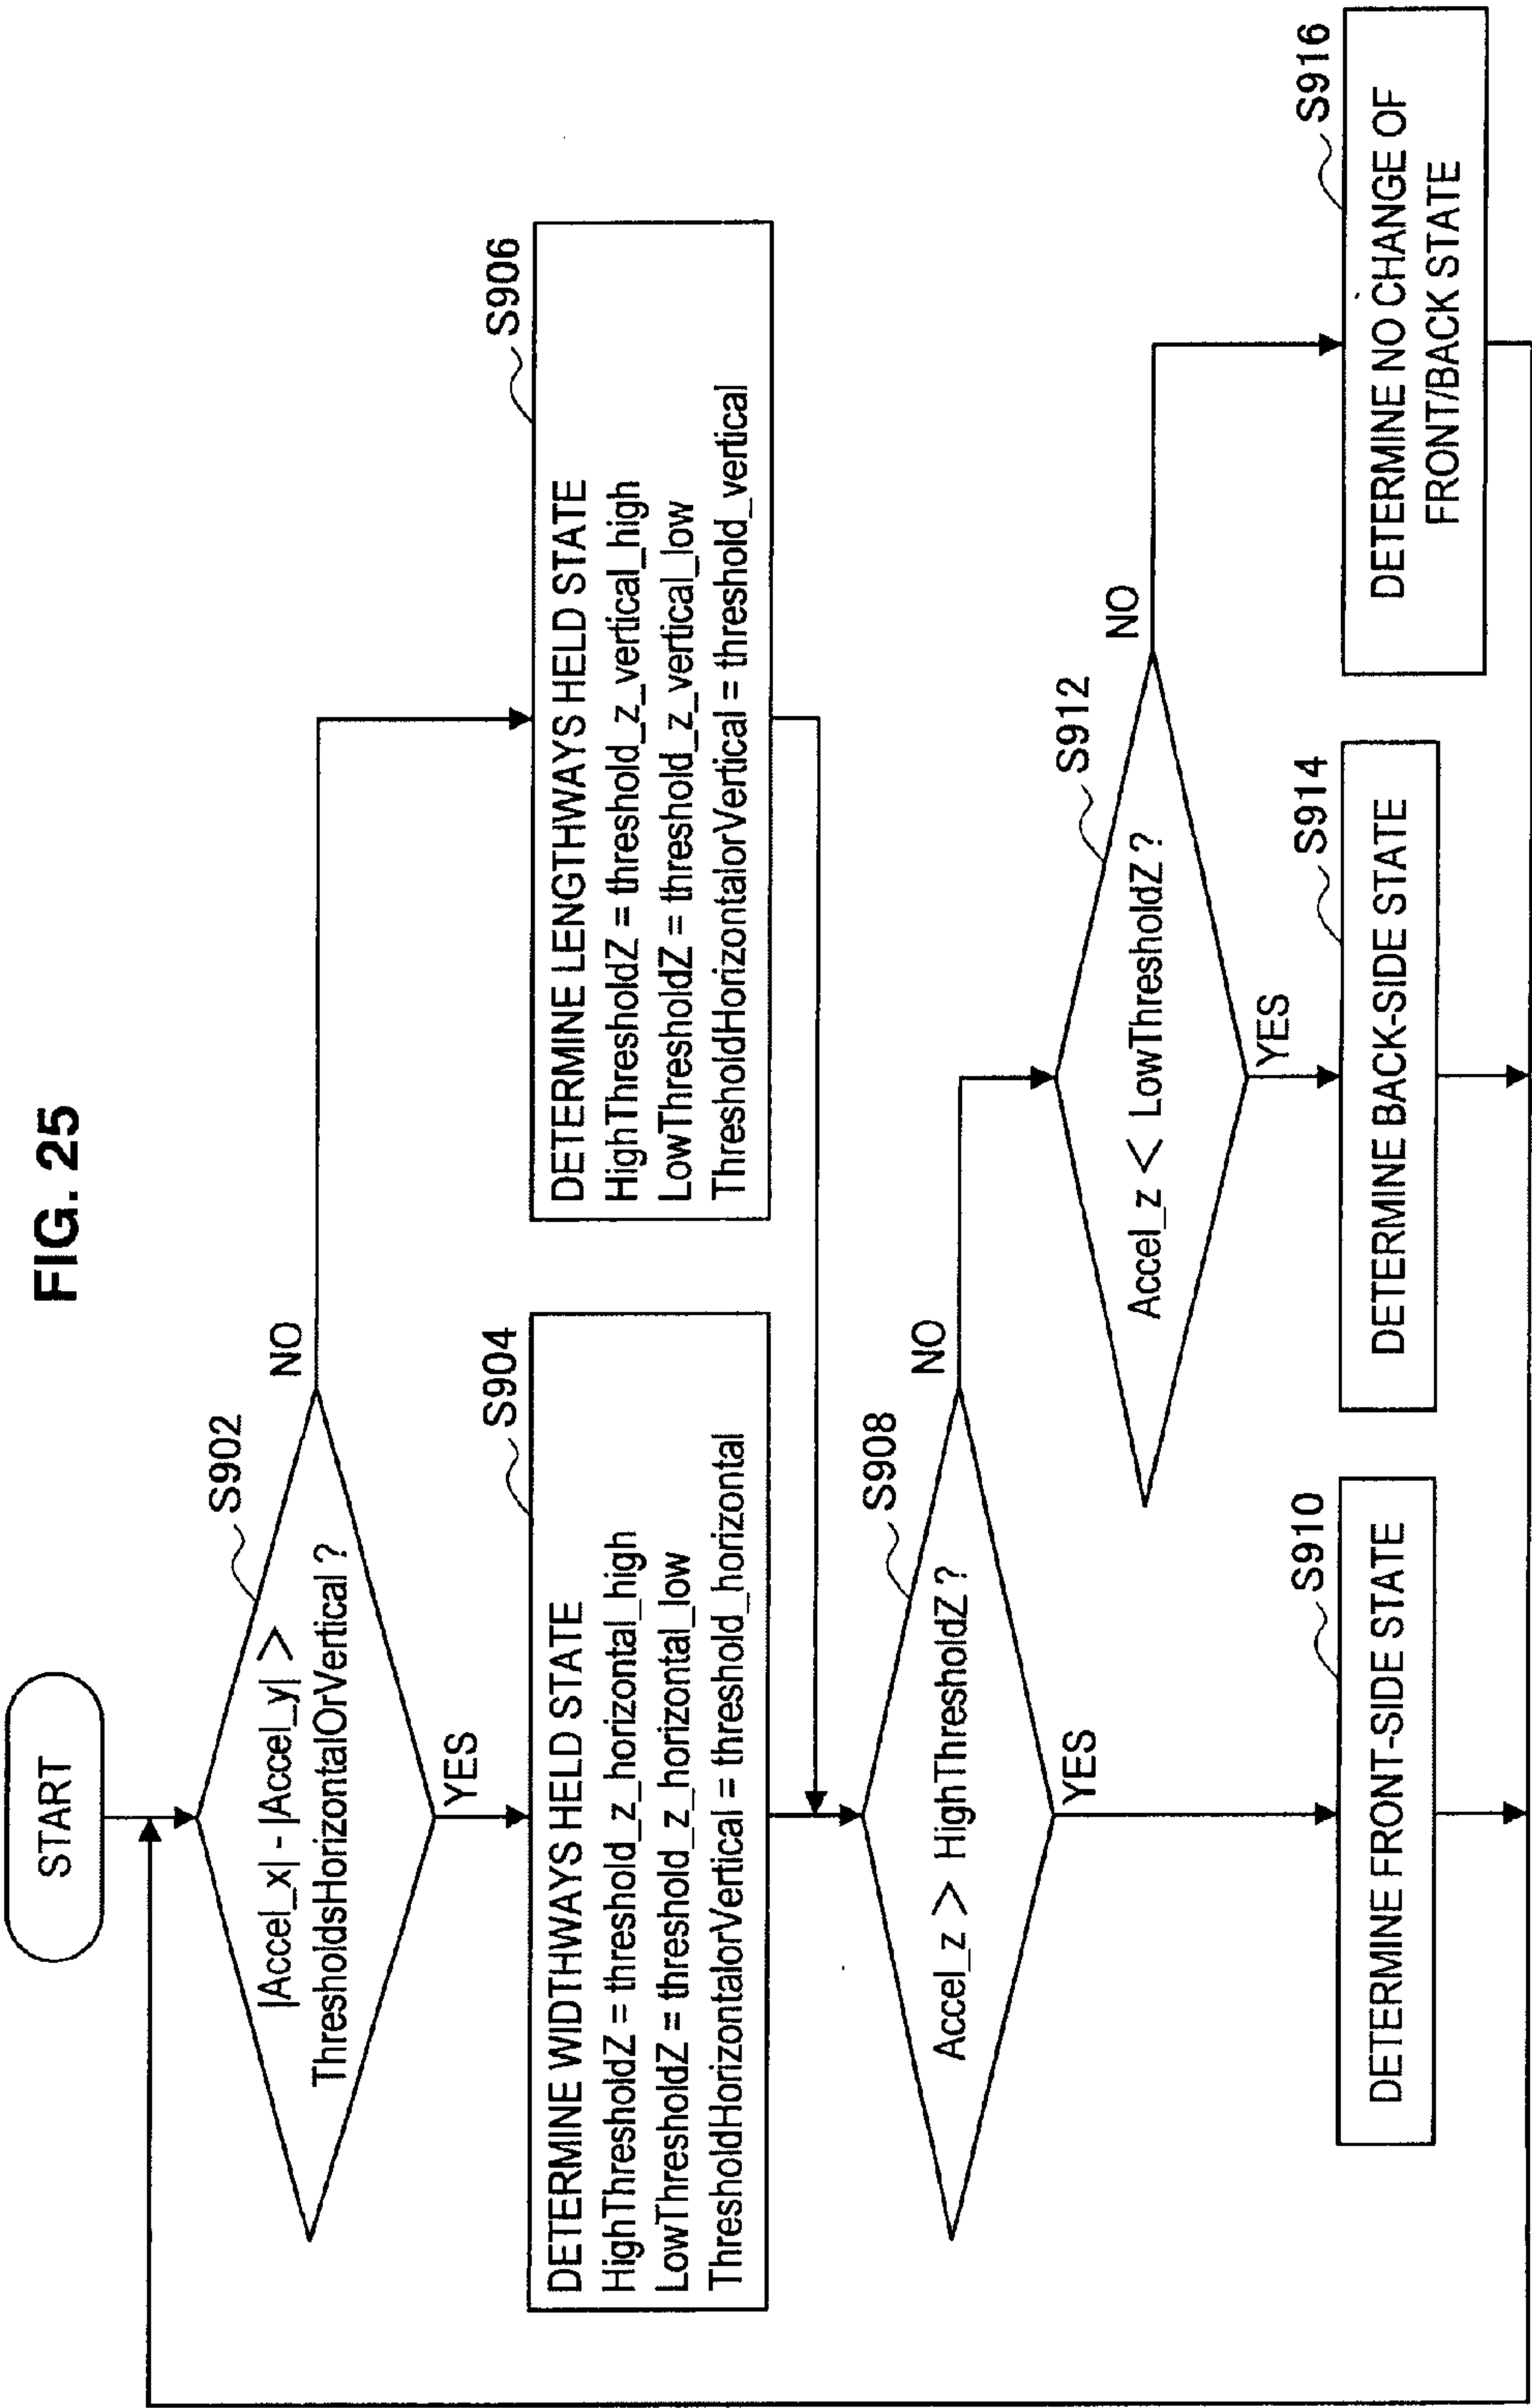 FIG. 25
START
S902
|Accel_x| - |Accel_y| >
ThresholdsHorizontalOrVertical ?
NO
YES
S904
DETERMINE WIDTHWAYS HELD STATE
HighThresholdZ = threshold_z_horizontal_high
LowThresholdZ = threshold_z_horizontal_low
ThresholdHorizontalorVertical = threshold_horizontal
S906
DETERMINE LENGTHWAYS HELD STATE
HighThresholdZ = threshold_z_vertical_high
LowThresholdZ = threshold_z_vertical_low
ThresholdHorizontalorVertical = threshold_vertical
S908
Accel_z > HighThresholdZ ?
NO
YES
S912
Accel_z < LowThresholdZ ?
NO
YES
S910
DETERMINE FRONT-SIDE STATE
S914
DETERMINE BACK-SIDE STATE
S916
DETERMINE NO CHANGE OF
FRONT/BACK STATE